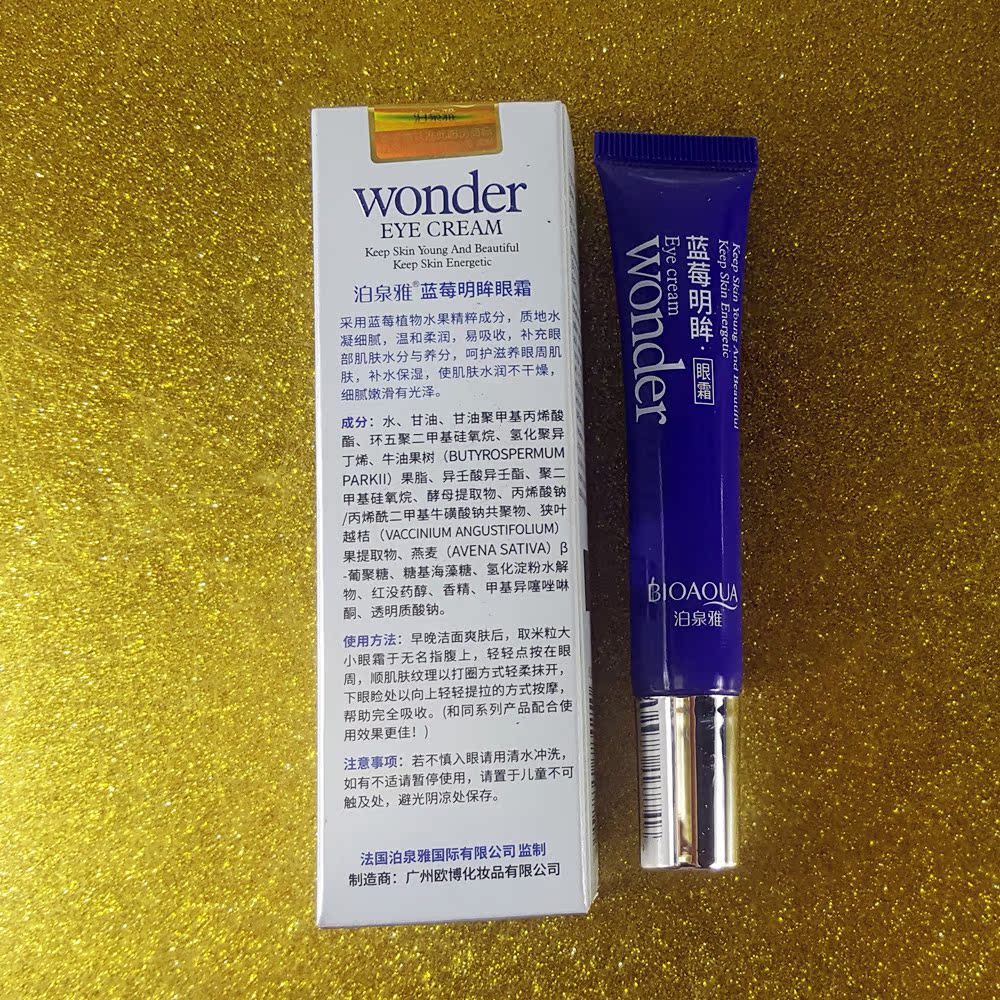 泊泉雅
wonder
EYE CREAM
Keep Skin Young And Beautiful
Keep Skin Energetic
泊泉雅®蓝莓明眸眼霜
采用蓝莓植物水果精粹成分，质地水
凝细腻，温和柔润，易吸收，补充眼
部肌肤水分与养分，呵护滋养眼周肌
肤，补水保湿，使肌肤水润不干燥，
细腻嫩滑有光泽。
成分：水、甘油、甘油聚甲基丙烯酸
酯、环五聚二甲基硅氧烷、氢化聚异
丁烯、牛油果树（BUTYROSPERMUM
PARKII）果脂、异壬酸异壬酯、聚二
甲基硅氧烷、酵母提取物、丙烯酸钠
/丙烯酰二甲基牛磺酸钠共聚物、狭叶
越桔（VACCINIUM ANGUSTIFOLIUM）
果提取物、燕麦（AVENA SATIVA）β
-葡聚糖、糖基海藻糖、氢化淀粉水解
物、红没药醇、香精、甲基异噻唑啉
酮、透明质酸钠。
使用方法：早晚洁面爽肤后，取米粒大
小眼霜于无名指腹上，轻轻点按在眼
周，顺肌肤纹理以打圈方式轻柔抹开，
下眼睑处以向上轻轻提拉的方式按摩，
帮助完全吸收。(和同系列产品配合使
用效果更佳！)
注意事项：若不慎入眼请用清水冲洗，
如有不适请暂停使用，请置于儿童不可
触及处，避光阴凉处保存。
法国泊泉雅国际有限公司 监制
制造商：广州欧博化妆品有限公司
Keep Skin Young And Beautiful
Keep Skin Energetic
蓝莓明眸·眼霜
Eye cream
wonder
BIOAQUA
泊泉雅